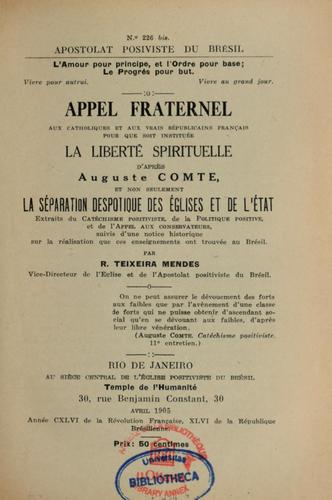 N.º 226 bis.
APOSTOLAT POSIVISTE DU BRÉSIL
L'Amour pour principe, et l'Ordre pour base;
Le Progrés pour but.
Vivre pour autrui. Vivre au grand jour.
APPEL FRATERNEL
AUX CATHOLIQUES ET AUX VRAIS RÉPUBLICAINS FRANÇAIS
POUR QUE SOIT INSTITUÉE
LA LIBERTÉ SPIRITUELLE
D'APRÈS
Auguste COMTE,
ET NON SEULEMENT
LA SÉPARATION DESPOTIQUE DES ÉGLISES ET DE L'ÉTAT
Extraits du CATÉCHISME POSITIVISTE, de la POLITIQUE POSITIVE,
et de l'APPEL AUX CONSERVATEURS,
suivis d'une notice historique
sur la réalisation que ces enseignements ont trouvée au Brésil.
PAR
R. TEIXEIRA MENDES
Vice-Directeur de l'Eglise et de l'Apostolat positiviste du Brésil.
On ne peut assurer le dévouement des forts
aux faibles que par l'avènement d'une classe
de forts qui ne puisse obtenir d'ascendant so-
cial qu'en se dévouant aux faibles, d'après
leur libre vénération.
(Auguste COMTE. Catéchisme positiviste.
11e entretien.)
RIO DE JANEIRO
AU SIÈGE CENTRAL DE L'ÉGLISE POSITIVISTE DU BRÉSIL
Temple de l'Humanité
30, rue Benjamin Constant, 30
AVRIL 1905
Année CXLVI de la Révolution Française, XLVI de la République
Brésilienne.
Prix: 50 centimes
Universitas
BIBLIOTHECA
LIBRARY ANNEX